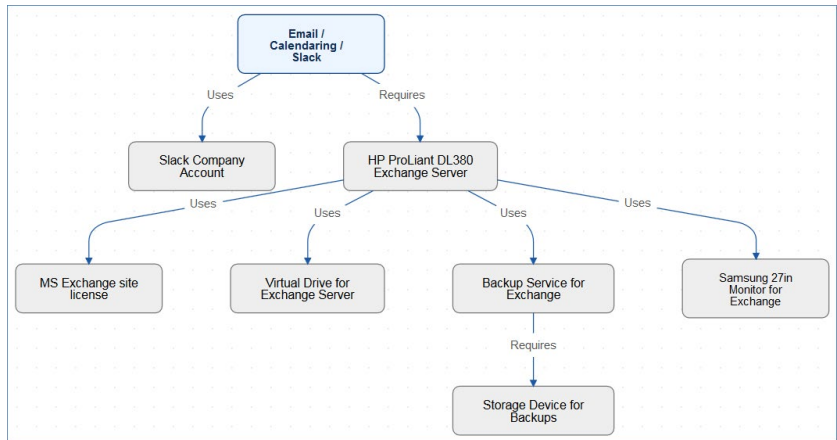 Email /
Calendaring /
Slack
Uses
Requires
Slack Company
Account
HP ProLiant DL380
Exchange Server
Uses
Uses
Uses
Uses
MS Exchange site
license
Virtual Drive for
Exchange Server
Backup Service for
Exchange
Samsung 27in
Monitor for
Exchange
Requires
Storage Device for
Backups